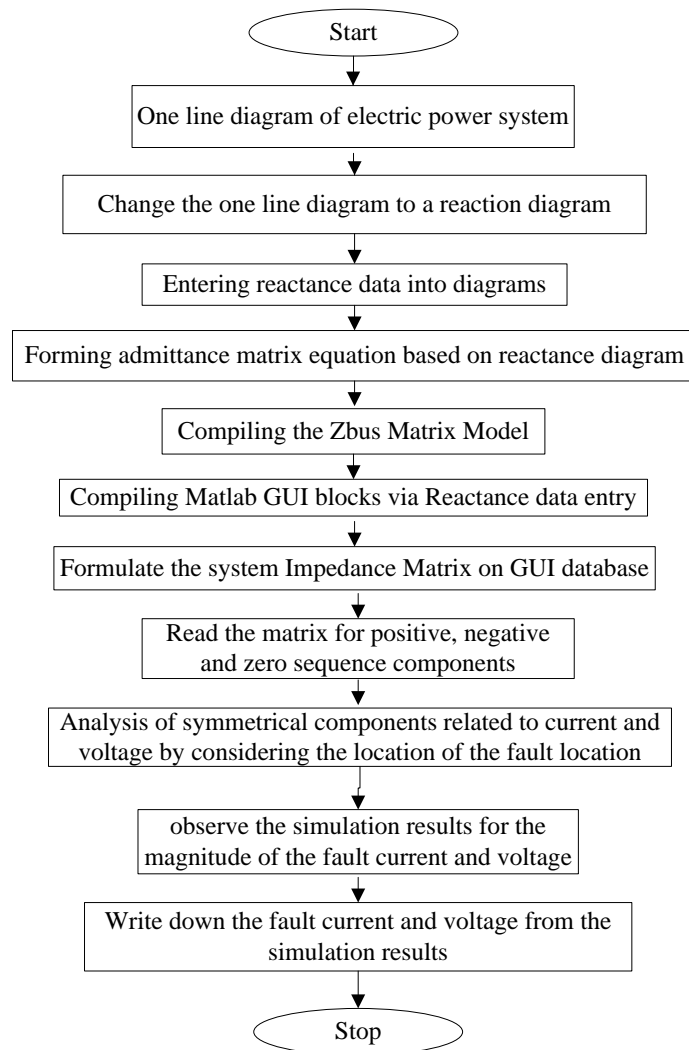 Start
One line diagram of electric power system
Change the one line diagram to a reaction diagram
Entering reactance data into diagrams
Forming admittance matrix equation based on reactance diagram
Compiling the Zbus Matrix Model
Compiling Matlab GUI blocks via Reactance data entry
Formulate the system Impedance Matrix on GUI database
Read the matrix for positive, negative
and zero sequence components
Analysis of symmetrical components related to current and
voltage by considering the location of the fault location
observe the simulation results for the
magnitude of the fault current and voltage
Write down the fault current and voltage from the
simulation results
Stop